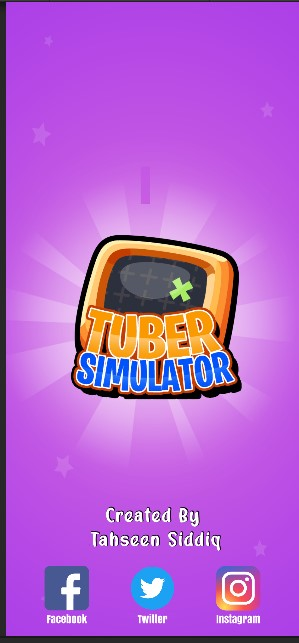 TUBER
SIMULATOR
Created By
Tahseen Siddiq
Facebook Twitter Instagram